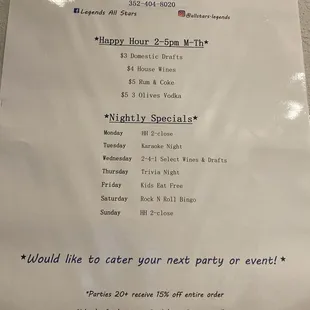 352-404-8020
Legends All Stars @allstars-legends
*Happy Hour 2-5pm M-Th*
$3 Domestic Drafts
$4 House Wines
$5 Rum & Coke
$5 3 Olives Vodka
*Nightly Specials*
Monday HH 2-close
Tuesday Karaoke Night
Wednesday 2-4-1 Select Wines & Drafts
Thursday Trivia Night
Friday Kids Eat Free
Saturday Rock N Roll Bingo
Sunday HH 2-close
*Would like to cater your next party or event! *
*Parties 20+ receive 15% off entire order